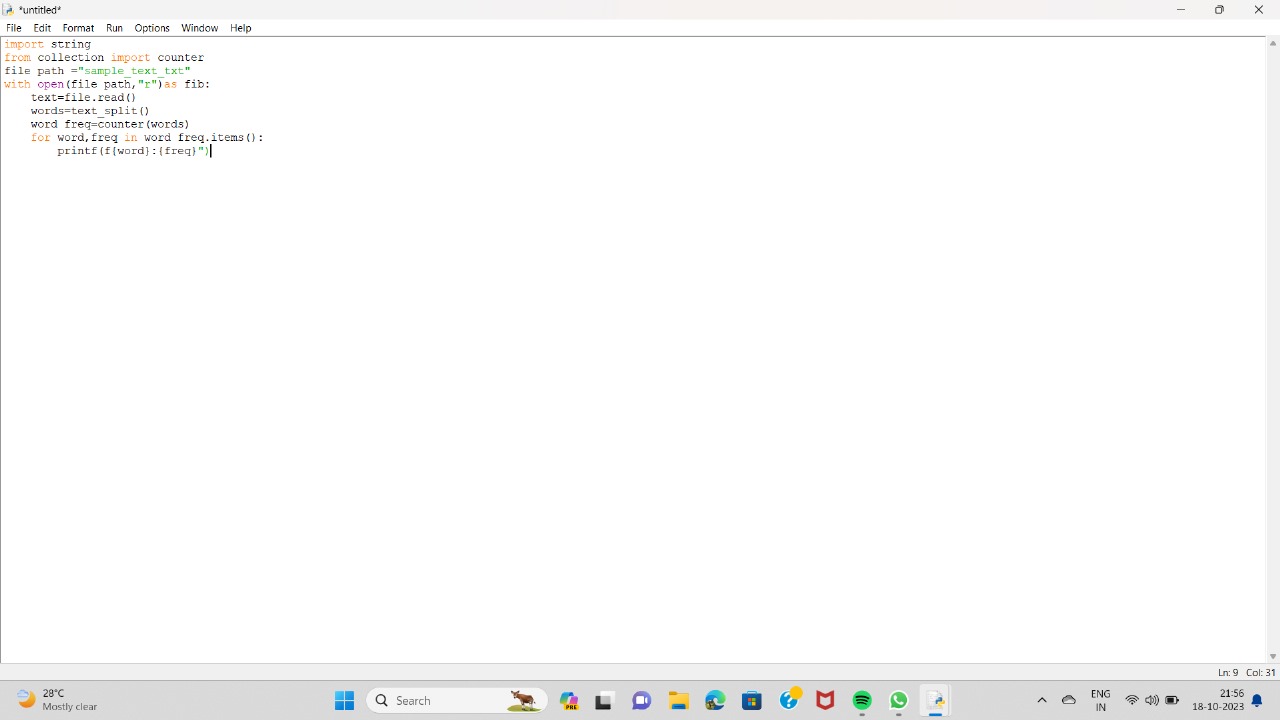 *untitled*
File Edit Format Run Options Window Help
import string
from collection import counter
file path ="sample_text_txt"
with open(file path,"r")as fib:
    text=file.read()
    words=text_split()
    word freq=counter(words)
    for word,freq in word freq.items():
        printf(f{word}:{freq}")
Ln: 9 Col: 31
28°C
Mostly clear
Search
PRE
ENG
IN
21:56
18-10-2023